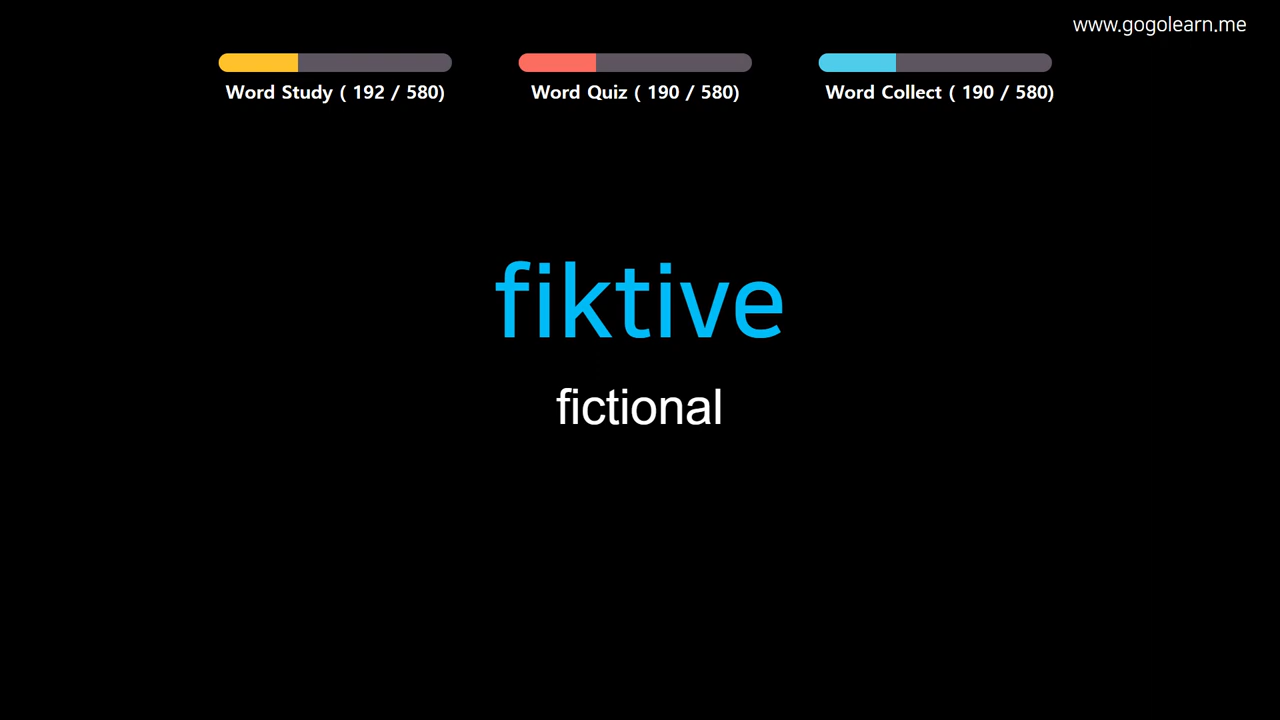 www.gogolearn.me
Word Study ( 192 / 580)
Word Quiz ( 190 / 580)
Word Collect ( 190 / 580)
fiktive
fictional